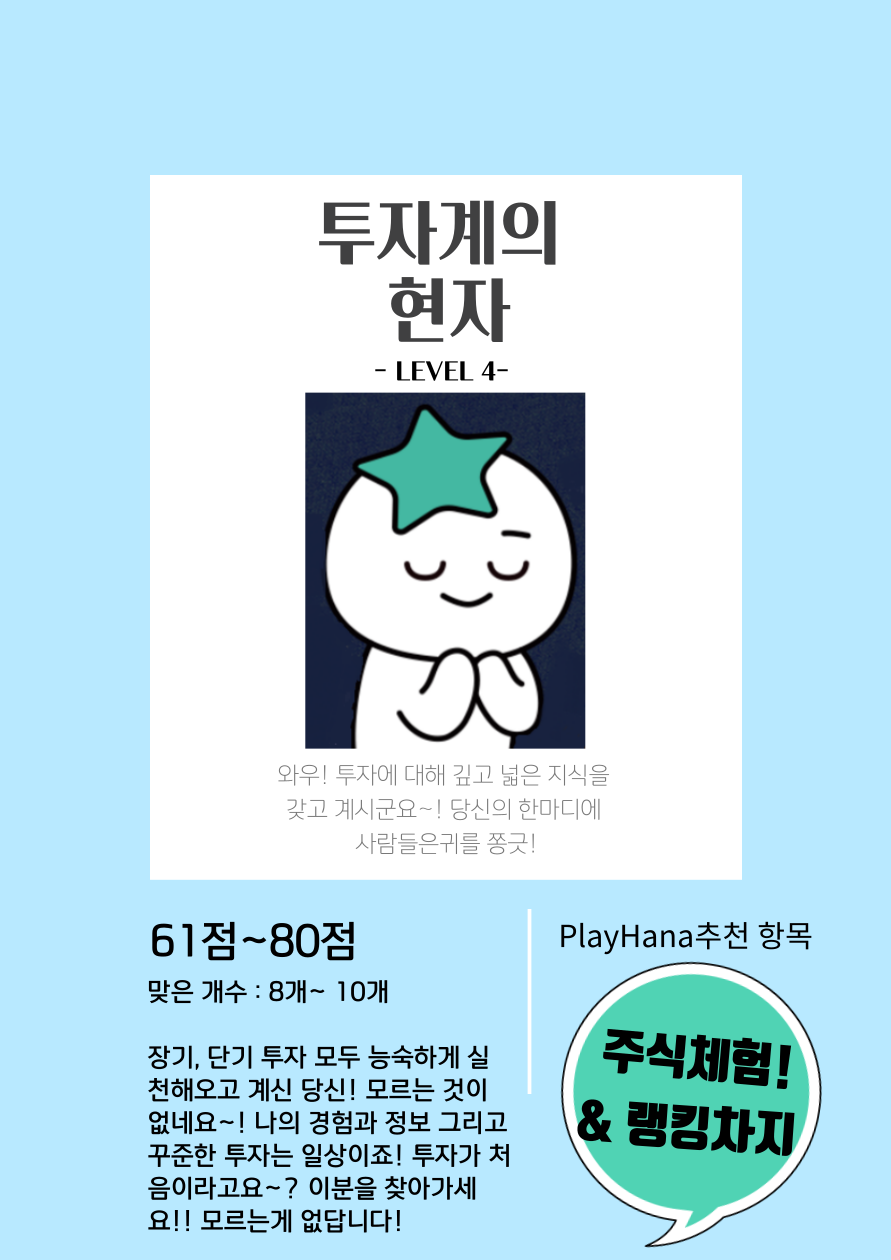 투자계의
현자
- LEVEL 4-
와우! 투자에 대해 깊고 넓은 지식을
갖고 계시군요~! 당신의 한마디에
사람들은귀를 쫑긋!
61점~80점
맞은 개수 : 8개~ 10개
장기, 단기 투자 모두 능숙하게 실
천해오고 계신 당신! 모르는 것이
없네요~! 나의 경험과 정보 그리고
꾸준한 투자는 일상이죠! 투자가 처
음이라고요~? 이분을 찾아가세
요!! 모르는게 없답니다!
PlayHana추천 항목
주식체험!
& 랭킹차지